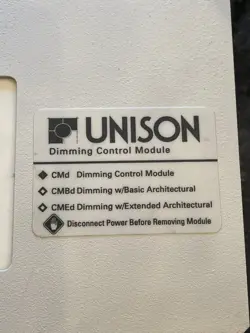 UNISON
Dimming Control Module
CMd Dimming Control Module
CMBd Dimming w/Basic Architectural
CMEd Dimming w/Extended Architectural
Disconnect Power Before Removing Module